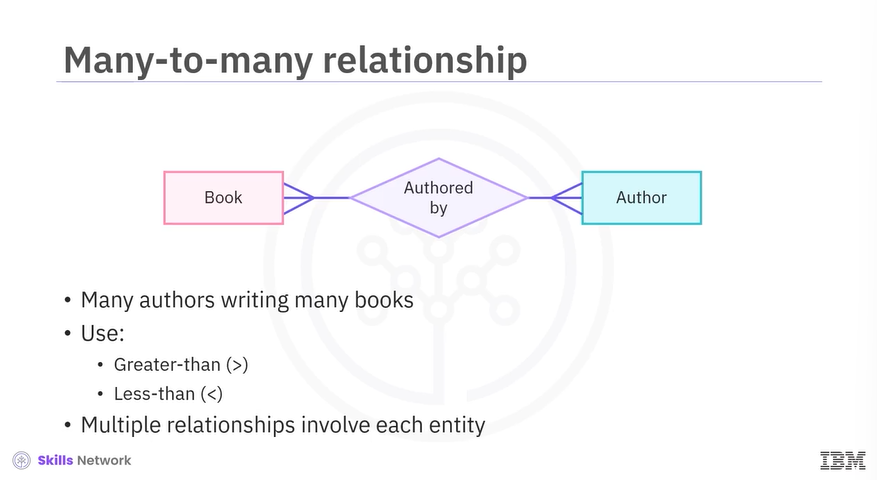 Many-to-many relationship
Book
Authored
by
Author
• Many authors writing many books
• Use:
• Greater-than (>)
• Less-than (<)
• Multiple relationships involve each entity
Skills Network
IBM